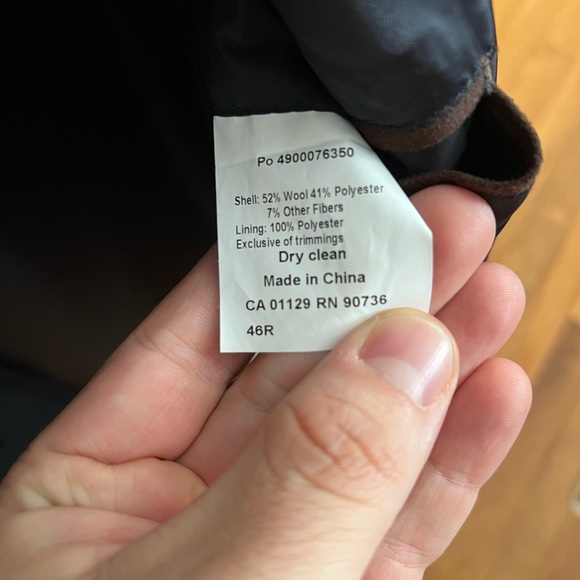 Po 4900076350
Shell: 52% Wool 41% Polyester
7% Other Fibers
Lining: 100% Polyester
Exclusive of trimmings
Dry clean
Made in China
CA 01129 RN 90736
46R